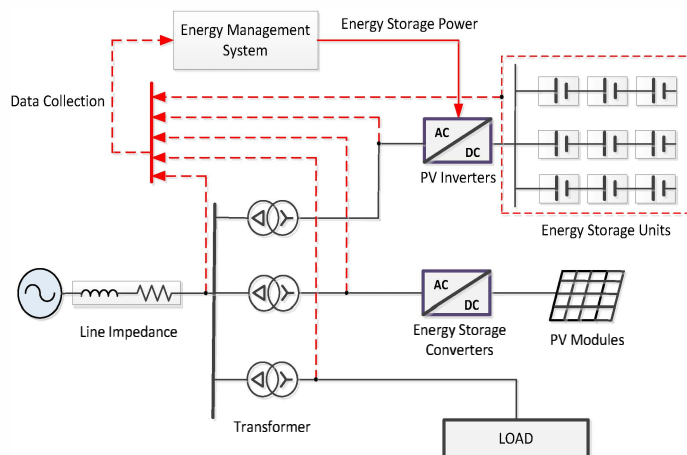 Energy Management
System
Energy Storage Power
Data Collection
AC
DC
PV Inverters
Energy Storage Units
AC
DC
Line Impedance
Energy Storage
Converters
PV Modules
Transformer
LOAD